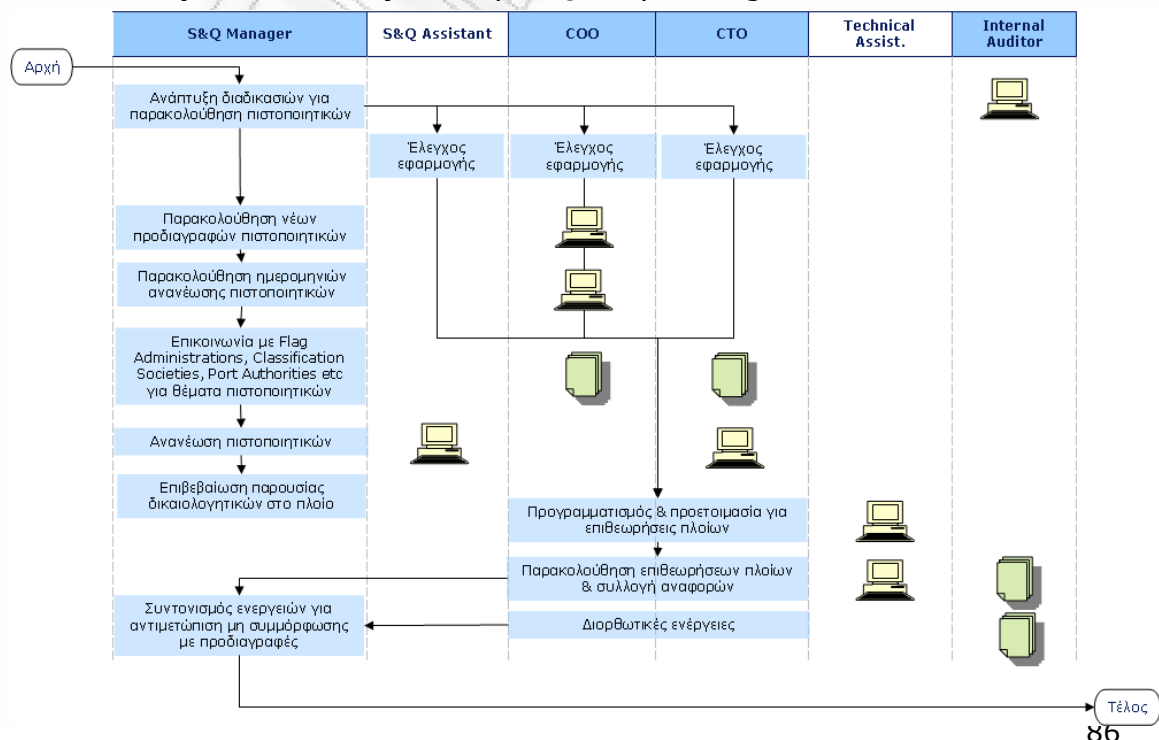 S&Q Manager
S&Q Assistant
COO
CTO
Technical
Assist.
Internal
Auditor
Αρχή
Ανάπτυξη διαδικασιών για
παρακολούθηση πιστοποιητικών
Έλεγχος
εφαρμογής
Έλεγχος
εφαρμογής
Έλεγχος
εφαρμογής
Παρακολούθηση νέων
προδιαγραφών πιστοποιητικών
Παρακολούθηση ημερομηνιών
ανανέωσης πιστοποιητικών
Επικοινωνία με Flag
Administrations, Classification
Societies, Port Authorities etc
για θέματα πιστοποιητικών
Ανανέωση πιστοποιητικών
Επιβεβαίωση παρουσίας
δικαιολογητικών στο πλοίο
Προγραμματισμός & προετοιμασία για
επιθεωρήσεις πλοίων
Παρακολούθηση επιθεωρήσεων πλοίων
& συλλογή αναφορών
Συντονισμός ενεργειών για
αντιμετώπιση μη συμμόρφωσης
με προδιαγραφές
Διορθωτικές ενέργειες
Τέλος
86